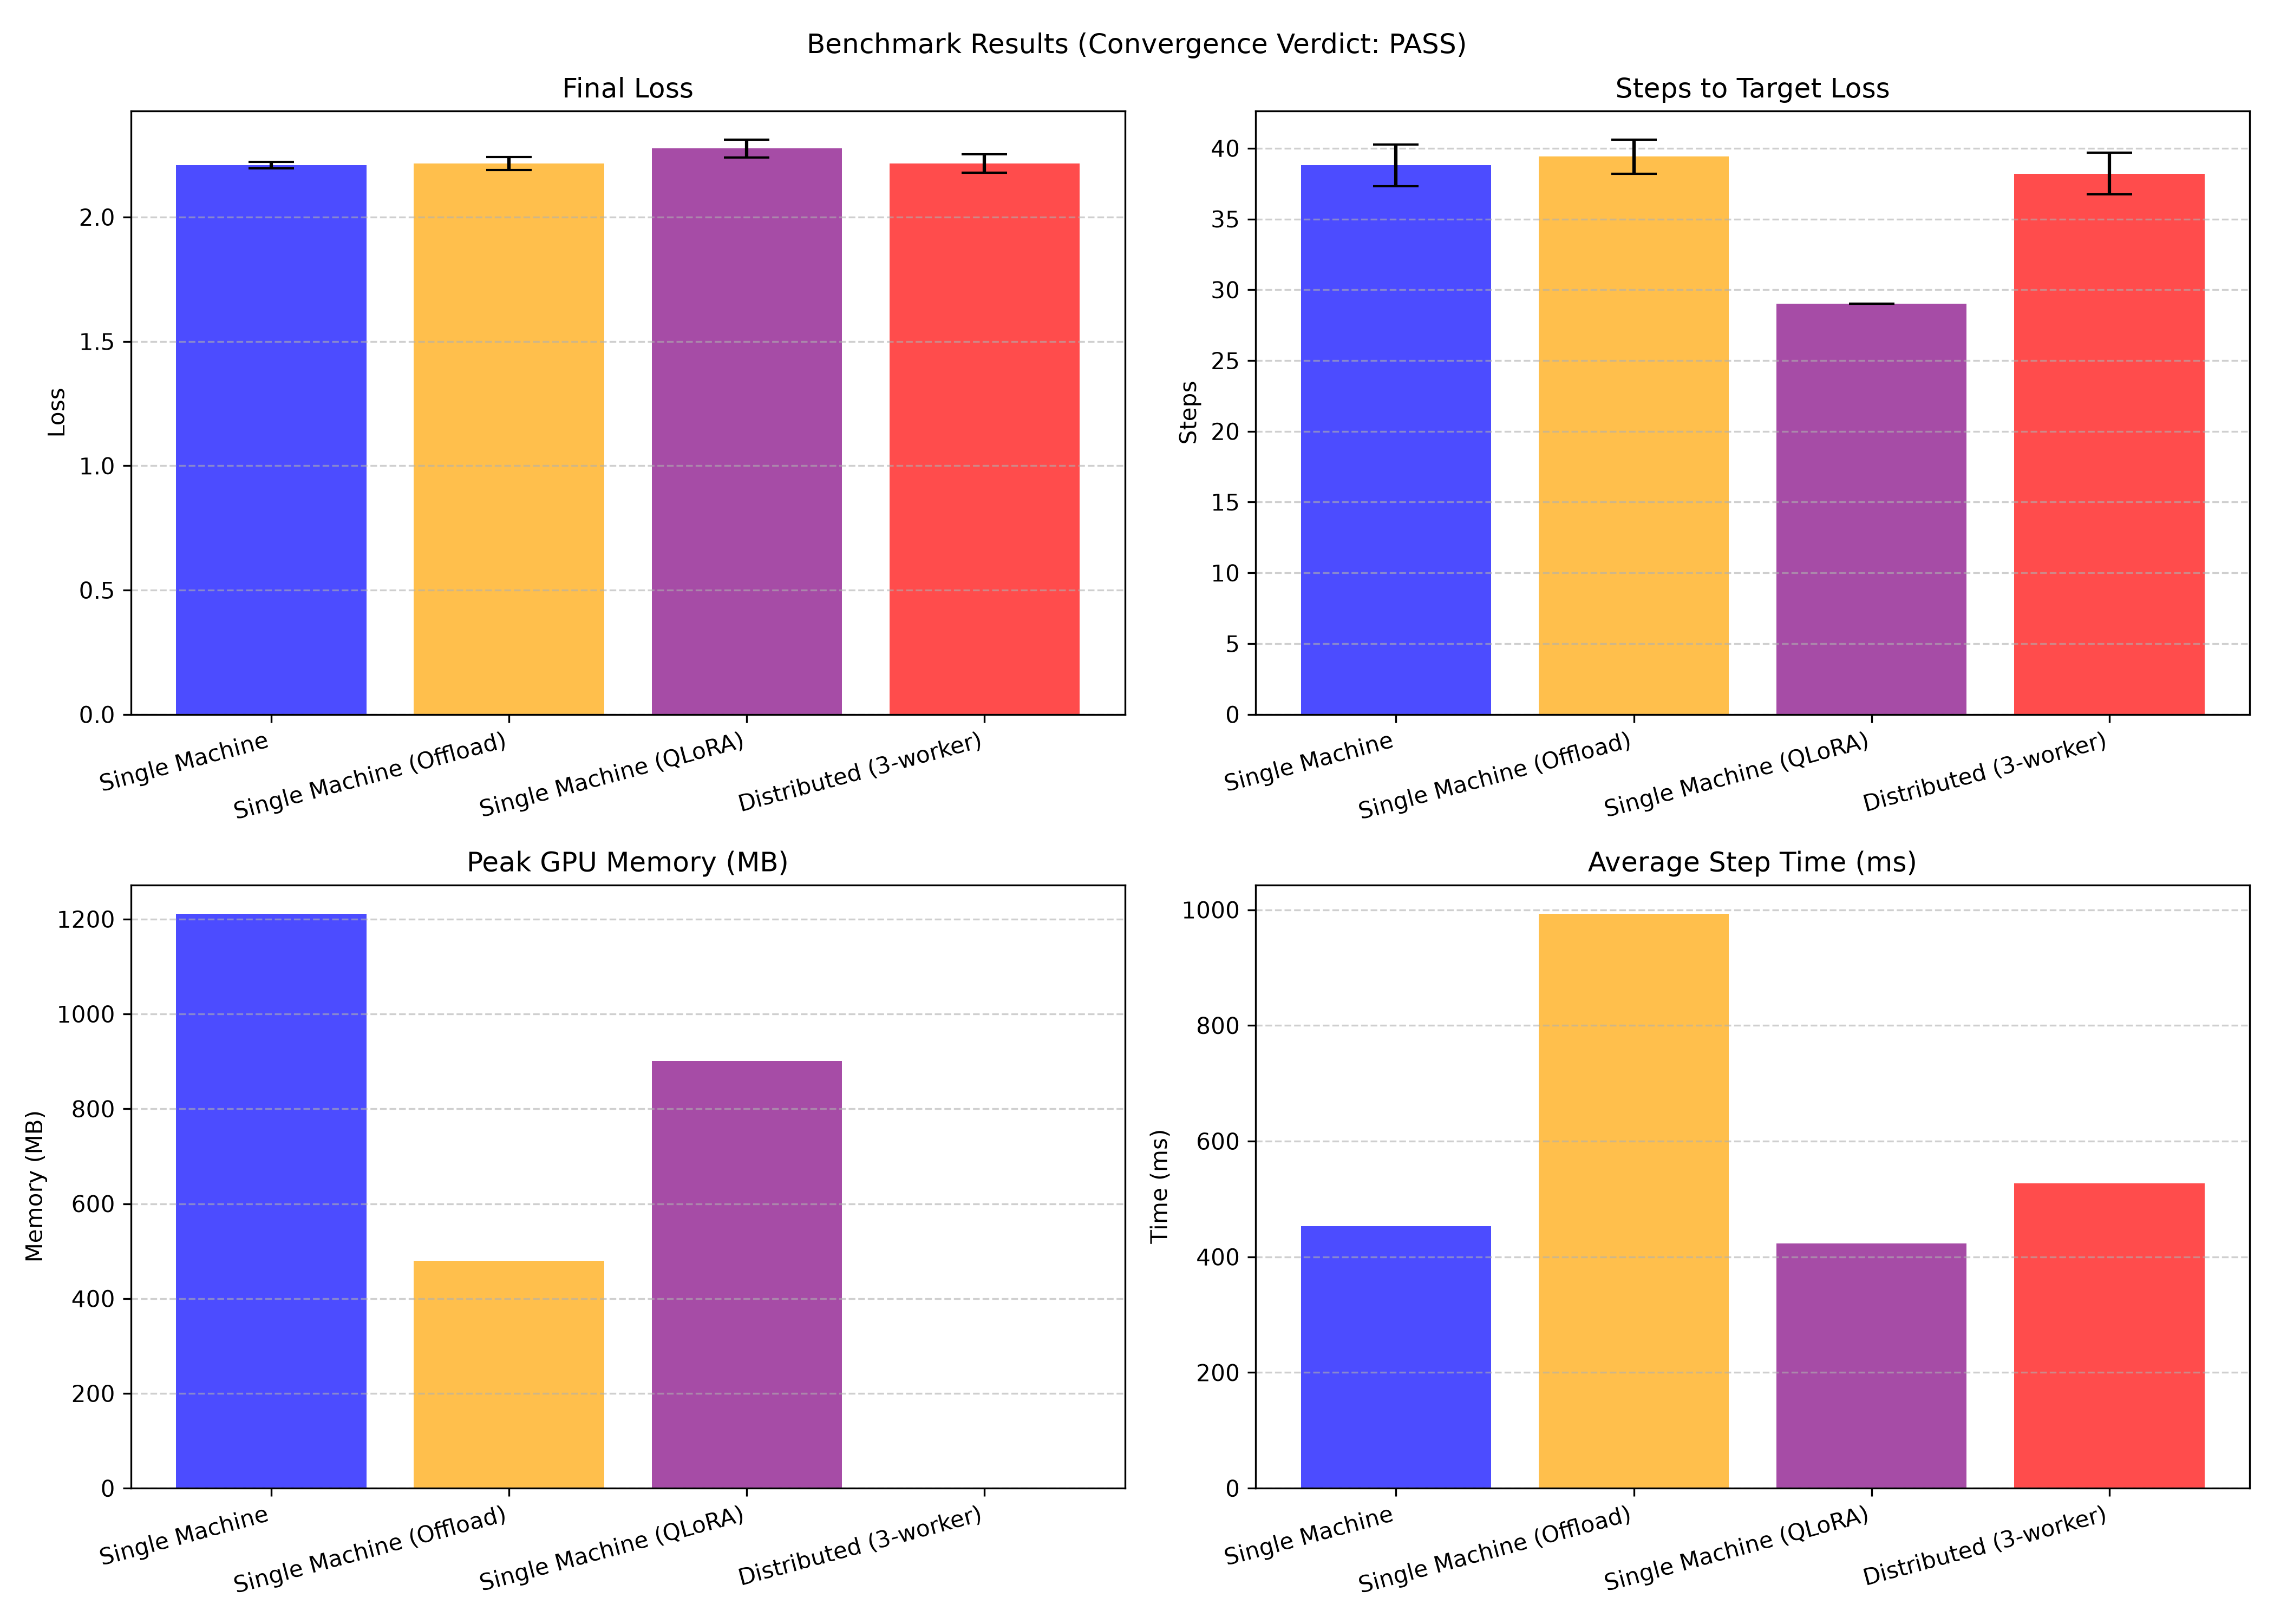 Benchmark Results (Convergence Verdict: PASS)
Final Loss
Loss
2.0
1.5
1.0
0.5
0.0
Single Machine
Single Machine (Offload)
Single Machine (QLoRA)
Distributed (3-worker)
Steps to Target Loss
Steps
40
35
30
25
20
15
10
5
0
Single Machine
Single Machine (Offload)
Single Machine (QLoRA)
Distributed (3-worker)
Peak GPU Memory (MB)
Memory (MB)
1200
1000
800
600
400
200
0
Single Machine
Single Machine (Offload)
Single Machine (QLoRA)
Distributed (3-worker)
Average Step Time (ms)
Time (ms)
1000
800
600
400
200
0
Single Machine
Single Machine (Offload)
Single Machine (QLoRA)
Distributed (3-worker)